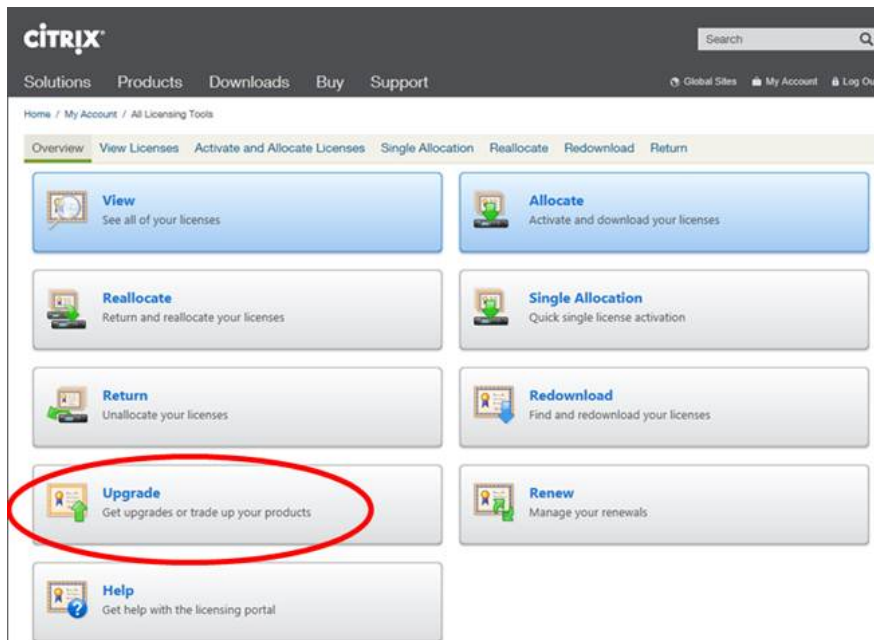 CİTRIX®
Search
Solutions Products Downloads Buy Support
Global Sites My Account Log Ou
Home / My Account / All Licensing Tools
Overview View Licenses Activate and Allocate Licenses Single Allocation Reallocate Redownload Return
View
See all of your licenses
Allocate
Activate and download your licenses
Reallocate
Return and reallocate your licenses
Single Allocation
Quick single license activation
Return
Unallocate your licenses
Redownload
Find and redownload your licenses
Upgrade
Get upgrades or trade up your products
Renew
Manage your renewals
Help
Get help with the licensing portal